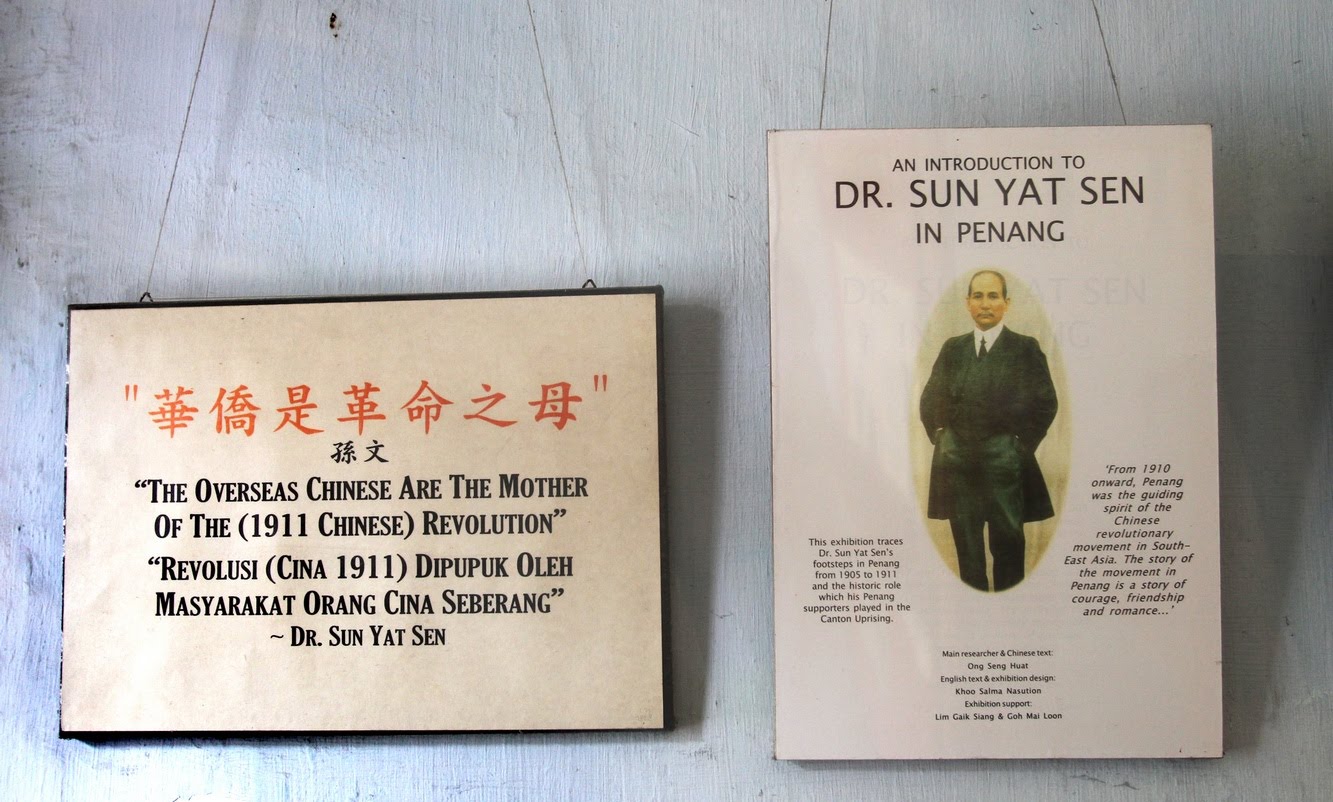 "華僑是革命之母"
孫文
“THE OVERSEAS CHINESE ARE THE MOTHER
OF THE (1911 CHINESE) REVOLUTION”
“REVOLUSI (CINA 1911) DIPUPUK OLEH
MASYARAKAT ORANG CINA SEBERANG”
~ DR. SUN YAT SEN
AN INTRODUCTION TO
DR. SUN YAT SEN
IN PENANG
This exhibition traces
Dr. Sun Yat Sen's
footsteps in Penang
from 1905 to 1911
and the historic role
which his Penang
supporters played in the
Canton Uprising.
‘From 1910
onward, Penang
was the guiding
spirit of the
Chinese
revolutionary
movement in South-
East Asia. The story of
the movement in
Penang is a story of
courage, friendship
and romance...’
Main researcher & Chinese text:
Ong Seng Huat
English text & exhibition design:
Khoo Salma Nasution
Exhibition support:
Lim Gaik Siang & Goh Mai Loon